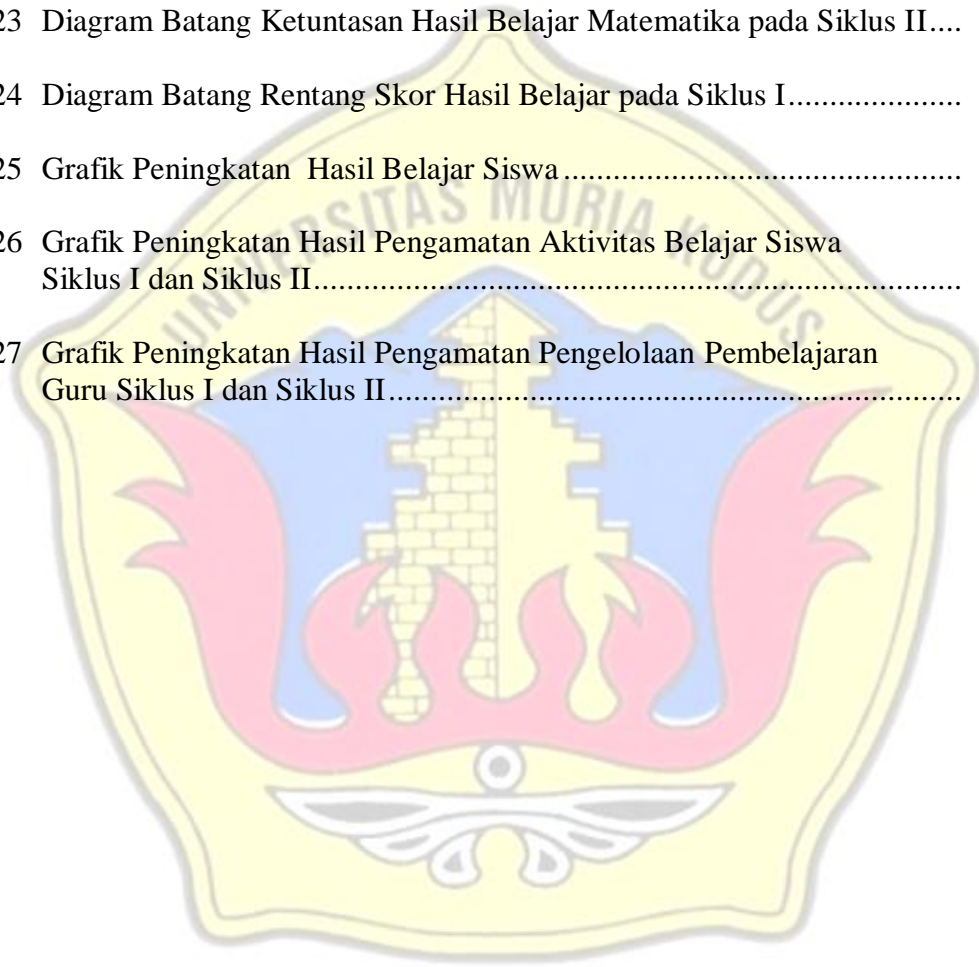 23 Diagram Batang Ketuntasan Hasil Belajar Matematika pada Siklus II....
24 Diagram Batang Rentang Skor Hasil Belajar pada Siklus I.....................
25 Grafik Peningkatan Hasil Belajar Siswa................................................
UNIVERSITAS MURIA KUDUS
26 Grafik Peningkatan Hasil Pengamatan Aktivitas Belajar Siswa
Siklus I dan Siklus II..............................................................................
27 Grafik Peningkatan Hasil Pengamatan Pengelolaan Pembelajaran
Guru Siklus I dan Siklus II.....................................................................